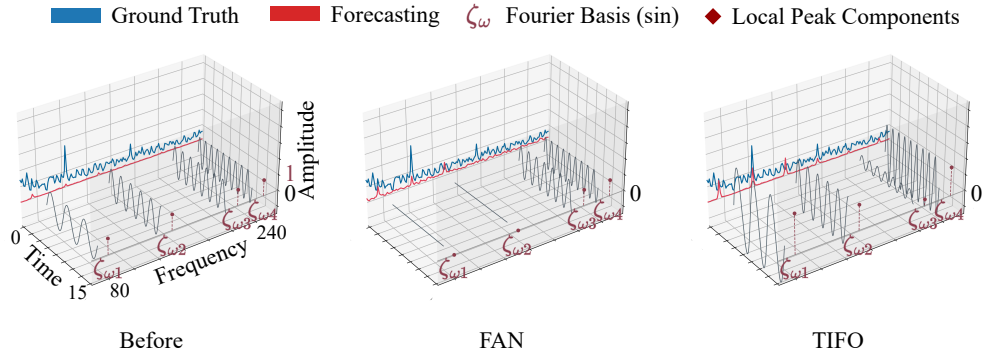 Ground Truth Forecasting ζω Fourier Basis (sin) Local Peak Components
0 Time 15 80 Frequency 240 0 1 Amplitude
ζω1 ζω2 ζω3 ζω4
0
ζω1 ζω2 ζω3 ζω4
0
ζω1 ζω2 ζω3 ζω4
Before FAN TIFO